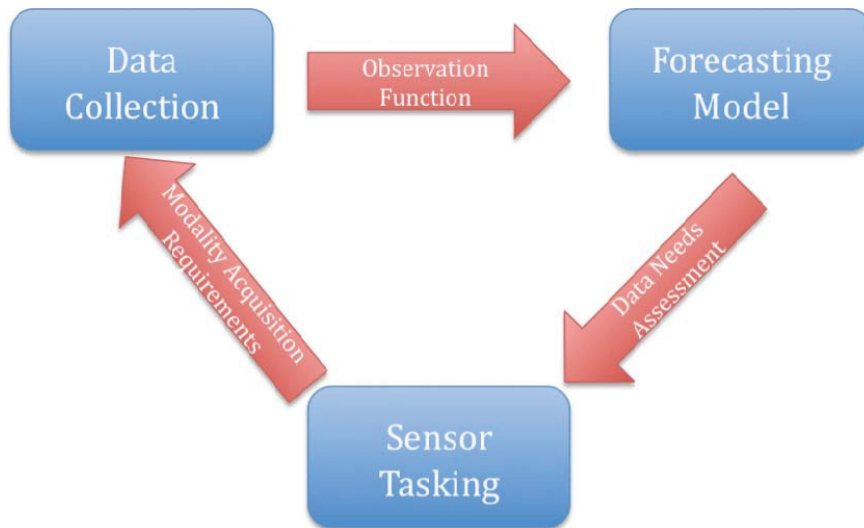 Data
Collection
Observation
Function
Forecasting
Model
Data Needs
Assessment
Sensor
Tasking
Modality Acquisition
Requirements